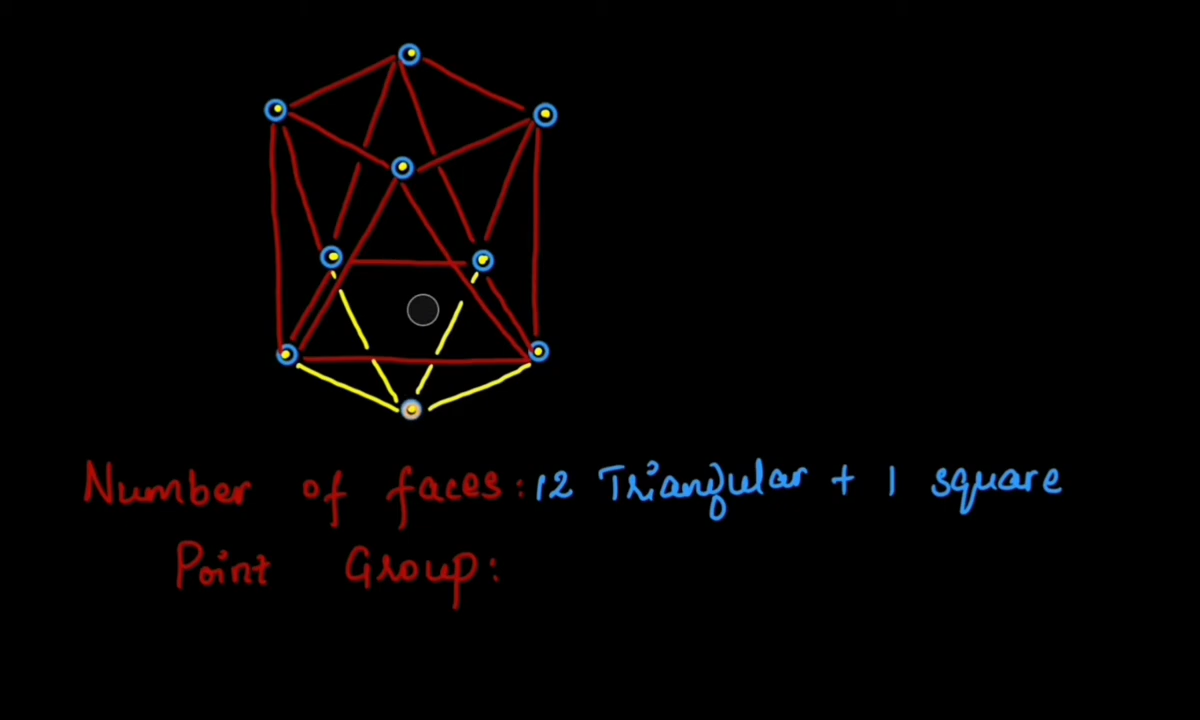 Number of faces: 12 Triangular + 1 square
Point Group: